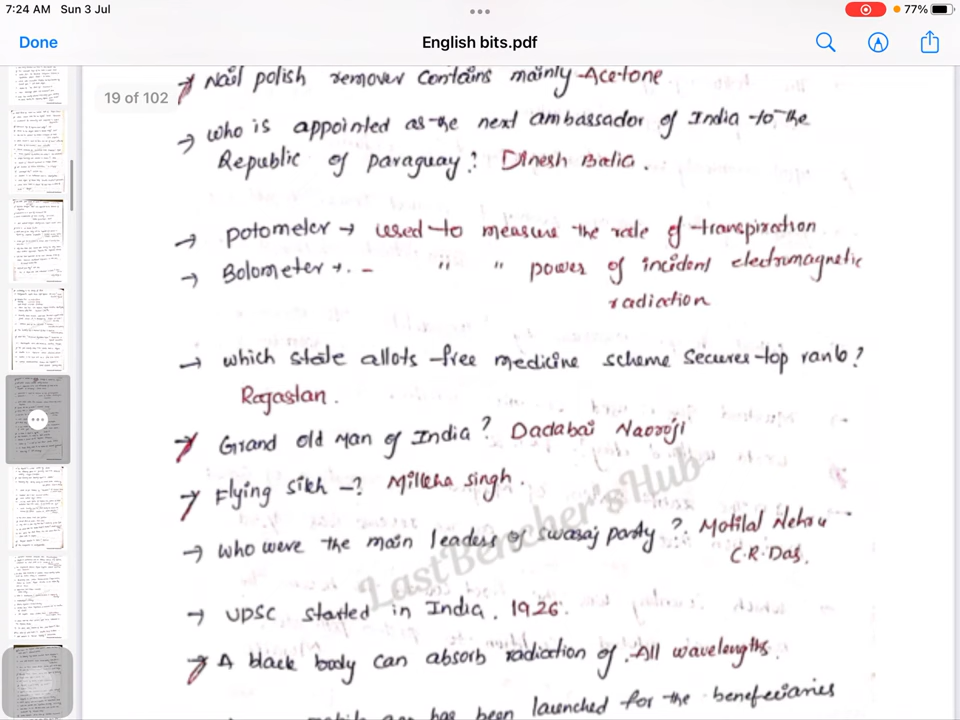 7:24 AM Sun 3 Jul
77%
Done
English bits.pdf
19 of 102
→ Nail polish remover contains mainly - Acetone
→ who is appointed as the next ambassador of India to the
Republic of paraguay? Dinesh Batia.
→ potometer → used to measure the rate of transpiration
→ Bolometer → - " " power of incident electromagnetic
radiation
→ which state allots free medicine scheme secures top rank?
Rajastan.
→ Grand old Man of India? Dadabai Naoroji
→ Flying sikh -? Milkha singh.
→ who were the main leaders of swaraj party? Motilal Nehru
C.R. Das.
→ UPSC started in India. 1926.
→ A black body can absorb radiation of. All wavelengths.
has been launched for the beneficiaries
LastBencher's Hub